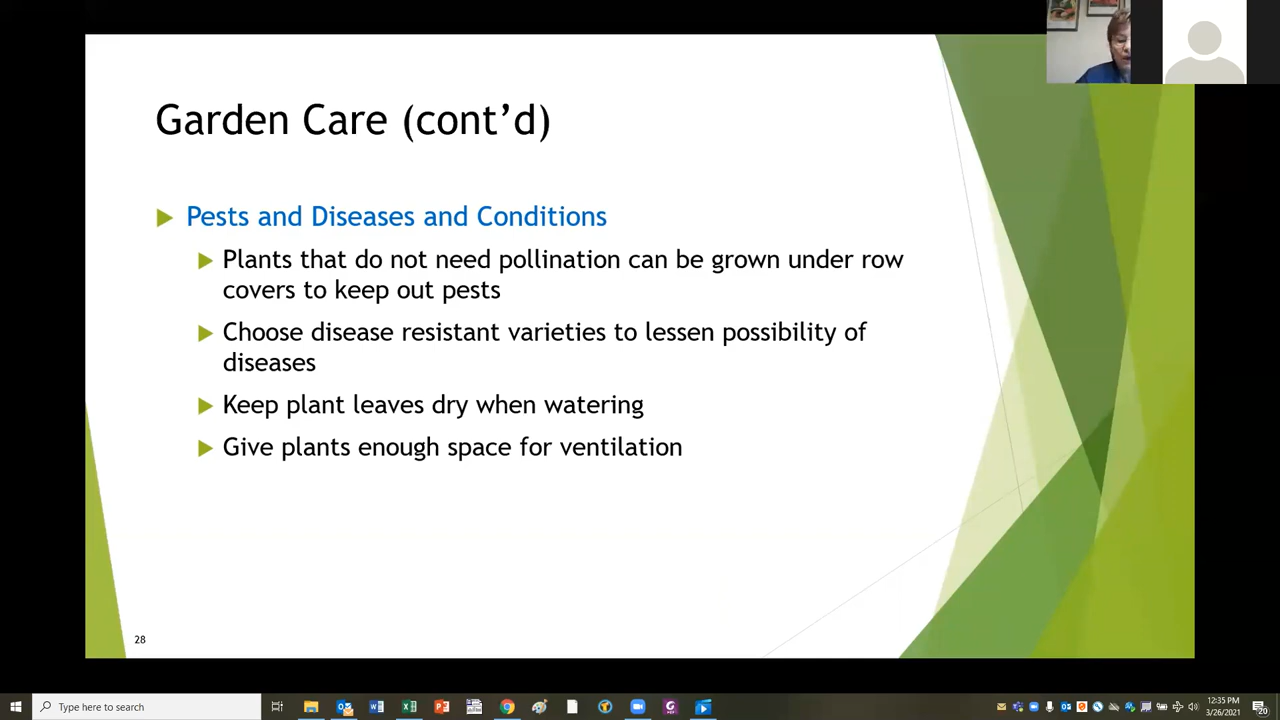 Garden Care (cont’d)
Pests and Diseases and Conditions
Plants that do not need pollination can be grown under row
covers to keep out pests
Choose disease resistant varieties to lessen possibility of
diseases
Keep plant leaves dry when watering
Give plants enough space for ventilation
28
Type here to search
12:35 PM
3/26/2021
20